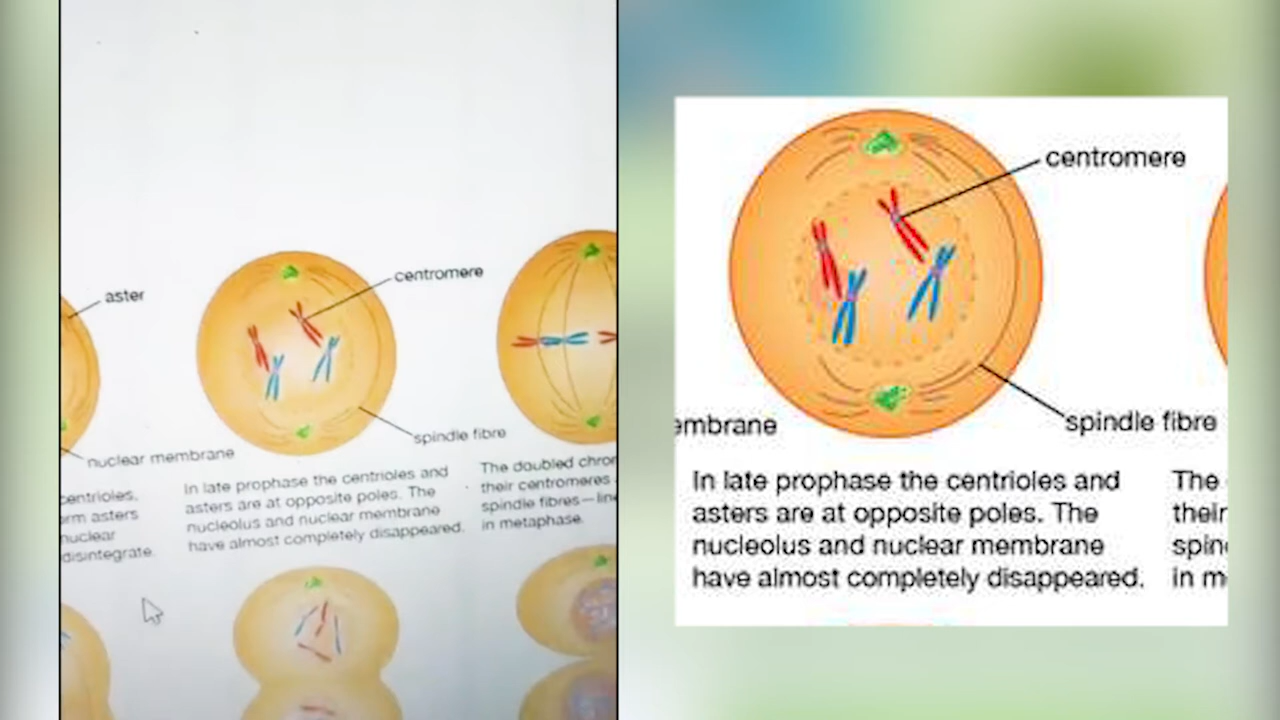 aster
centromere
spindle fibre
nuclear membrane
centrioles,
rm asters
nuclear
disintegrate.
In late prophase the centrioles and
asters are at opposite poles. The
nucleolus and nuclear membrane
have almost completely disappeared.
The doubled chro
their centromeres
spindle fibres—lin
in metaphase.
centromere
embrane
spindle fibre
In late prophase the centrioles and
asters are at opposite poles. The
nucleolus and nuclear membrane
have almost completely disappeared.
The
their
spin
in m